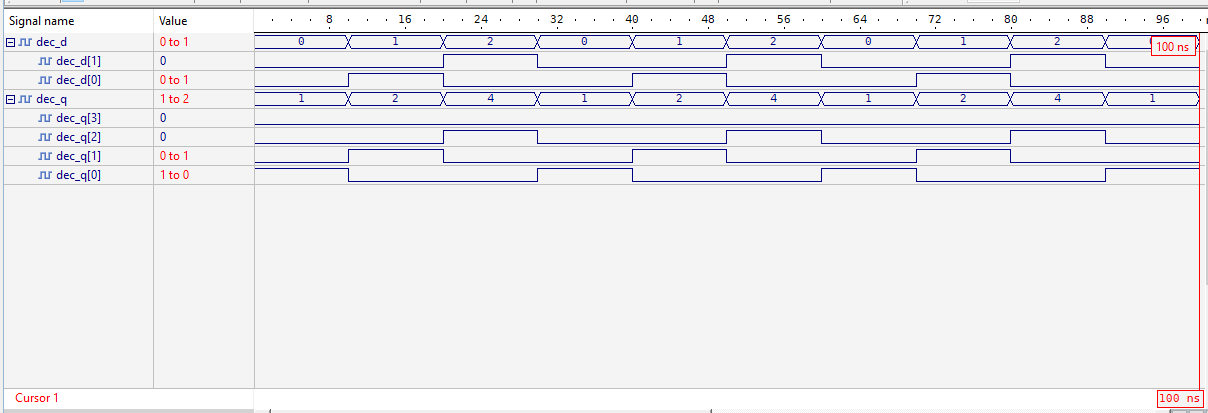 Signal name Value 8 16 24 32 40 48 56 64 72 80 88 96
dec_d 0 to 1 0 1 2 0 1 2 0 1 2
100 ns
dec_d[1] 0
dec_d[0] 0 to 1
dec_q 1 to 2 1 2 4 1 2 4 1 2 4 1
dec_q[3] 0
dec_q[2] 0
dec_q[1] 0 to 1
dec_q[0] 1 to 0
Cursor 1 100 ns